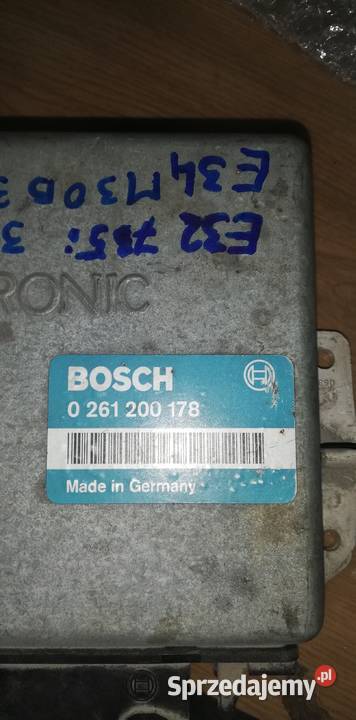 E32 735i 3
E34 M30B3
RONIC
BOSCH
0 261 200 178
Made in Germany
Sprzedajemy.pl